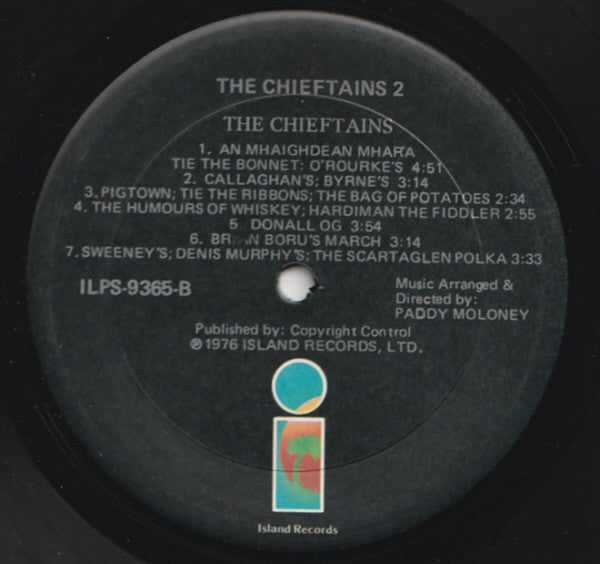 THE CHIEFTAINS 2
THE CHIEFTAINS
1. AN MHAIGHDEAN MHARA
TIE THE BONNET: O'ROURKE'S 4:51
2. CALLAGHAN'S; BYRNE'S 3:14
3. PIGTOWN; TIE THE RIBBONS; THE BAG OF POTATOES 2:34
4. THE HUMOURS OF WHISKEY; HARDIMAN THE FIDDLER 2:55
5. DONALL OG 3:54
6. BRIAN BORU'S MARCH 3:14
7. SWEENEY'S; DENIS MURPHY'S; THE SCARTAGLEN POLKA 3:33
ILPS-9365-B
Music Arranged &
Directed by:
PADDY MOLONEY
Published by: Copyright Control
℗1976 ISLAND RECORDS, LTD.
Island Records